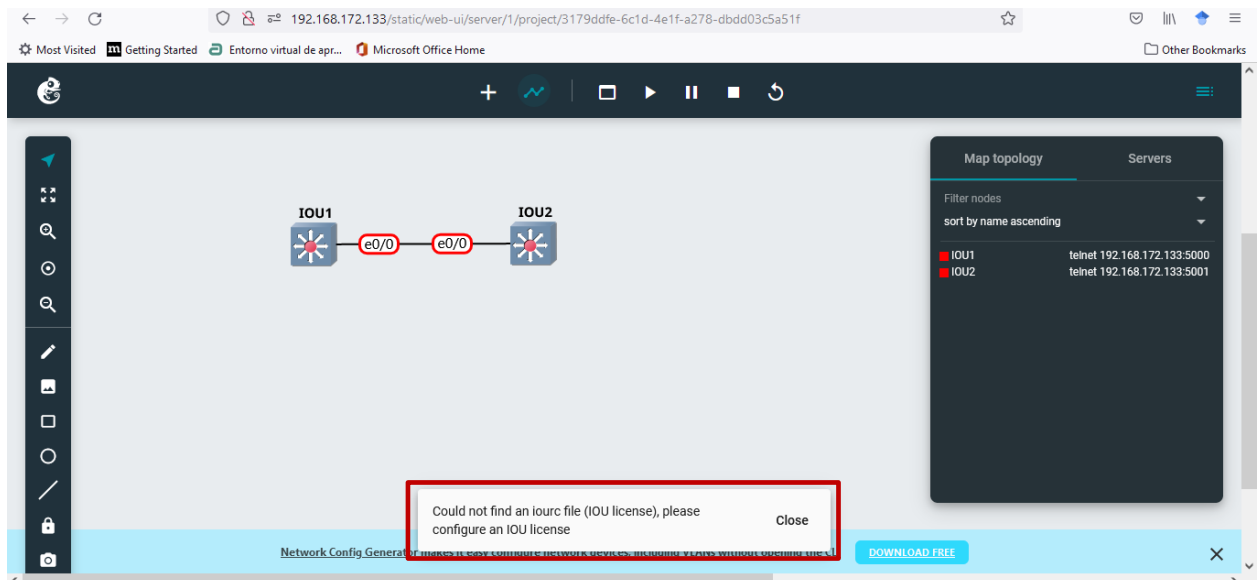 192.168.172.133/static/web-ui/server/1/project/3179ddfe-6c1d-4e1f-a278-dbdd03c5a51f
Most Visited Getting Started Entorno virtual de apr... Microsoft Office Home Other Bookmarks
Map topology Servers
Filter nodes
sort by name ascending
IOU1 telnet 192.168.172.133:5000
IOU2 telnet 192.168.172.133:5001
IOU1 IOU2
e0/0 e0/0
Could not find an iourc file (IOU license), please
configure an IOU license
Close
Network Config Generator makes it easy configure network devices, including VLANs without opening the CL DOWNLOAD FREE